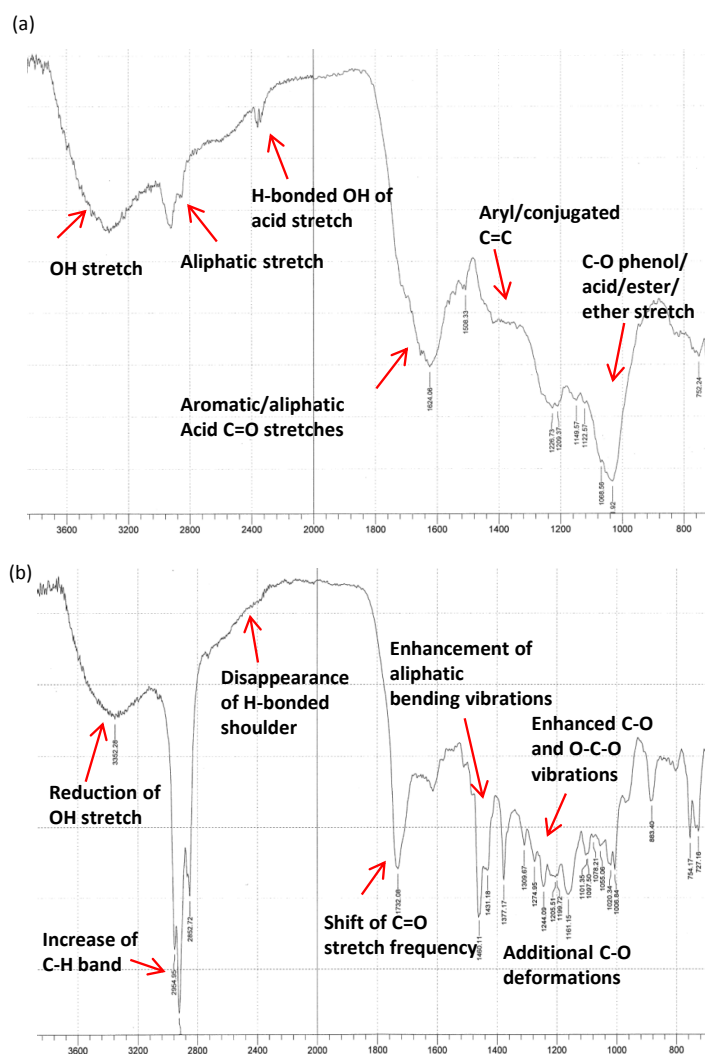 (a)
H-bonded OH of
acid stretch
Aryl/conjugated
C=C
OH stretch
Aliphatic stretch
C-O phenol/
acid/ester/
ether stretch
Aromatic/aliphatic
Acid C=O stretches
1624.06
1508.33
1226.73
1209.37
1149.57
1122.57
1068.56
752.24
3600
3200
2800
2400
2000
1800
1600
1400
1200
1000
800
(b)
Disappearance
of H-bonded
shoulder
Enhancement of
aliphatic
bending vibrations
Enhanced C-O
and O-C-O
vibrations
Reduction of
OH stretch
Increase of
C-H band
Shift of C=O
stretch frequency
Additional C-O
deformations
3352.28
2954.95
2852.72
1732.08
1460.11
1431.18
1377.17
1309.67
1274.95
1244.09
1205.51
1199.72
1161.15
1101.35
1097.50
1078.21
1055.06
1020.34
1008.84
883.40
754.17
727.16
3600
3200
2800
2400
2000
1800
1600
1400
1200
1000
800